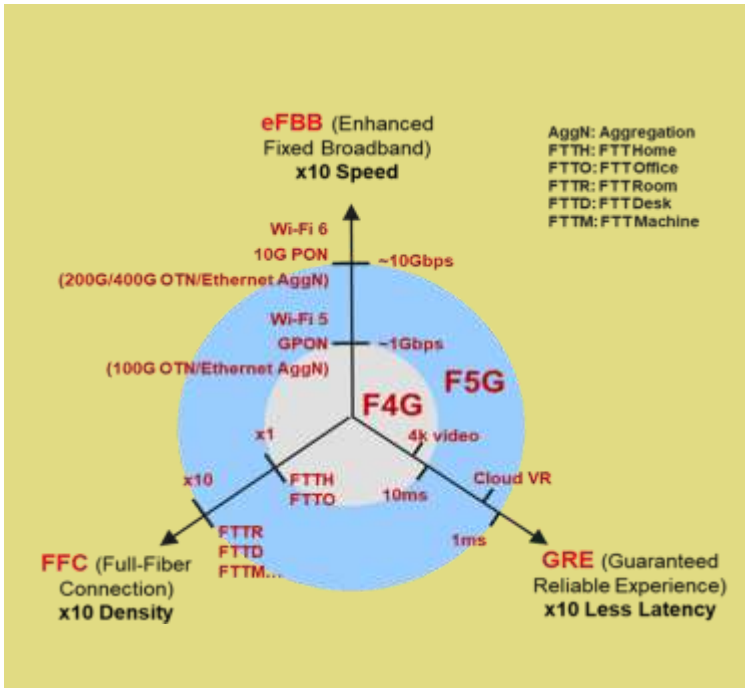 eFBB (Enhanced
Fixed Broadband)
x10 Speed
AggN: Aggregation
FTTH: FTTHome
FTTO: FTTOffice
FTTR: FTTRoom
FTTD: FTTDesk
FTTM: FTTMachine
Wi-Fi 6
10G PON
~10Gbps
(200G/400G OTN/Ethernet AggN)
Wi-Fi 5
GPON
~1Gbps
(100G OTN/Ethernet AggN)
F5G
F4G
x1
4k video
x10
FTTH
FTTO
10ms
Cloud VR
FTTR
FTTD
FTTM...
1ms
FFC (Full-Fiber
Connection)
x10 Density
GRE (Guaranteed
Reliable Experience)
x10 Less Latency